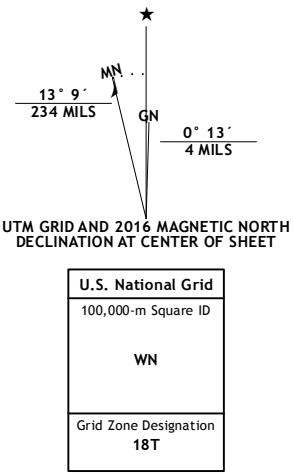 ★
MN
13° 9´
234 MILS
GN
0° 13´
4 MILS
UTM GRID AND 2016 MAGNETIC NORTH
DECLINATION AT CENTER OF SHEET
U.S. National Grid
100,000-m Square ID
WN
Grid Zone Designation
18T